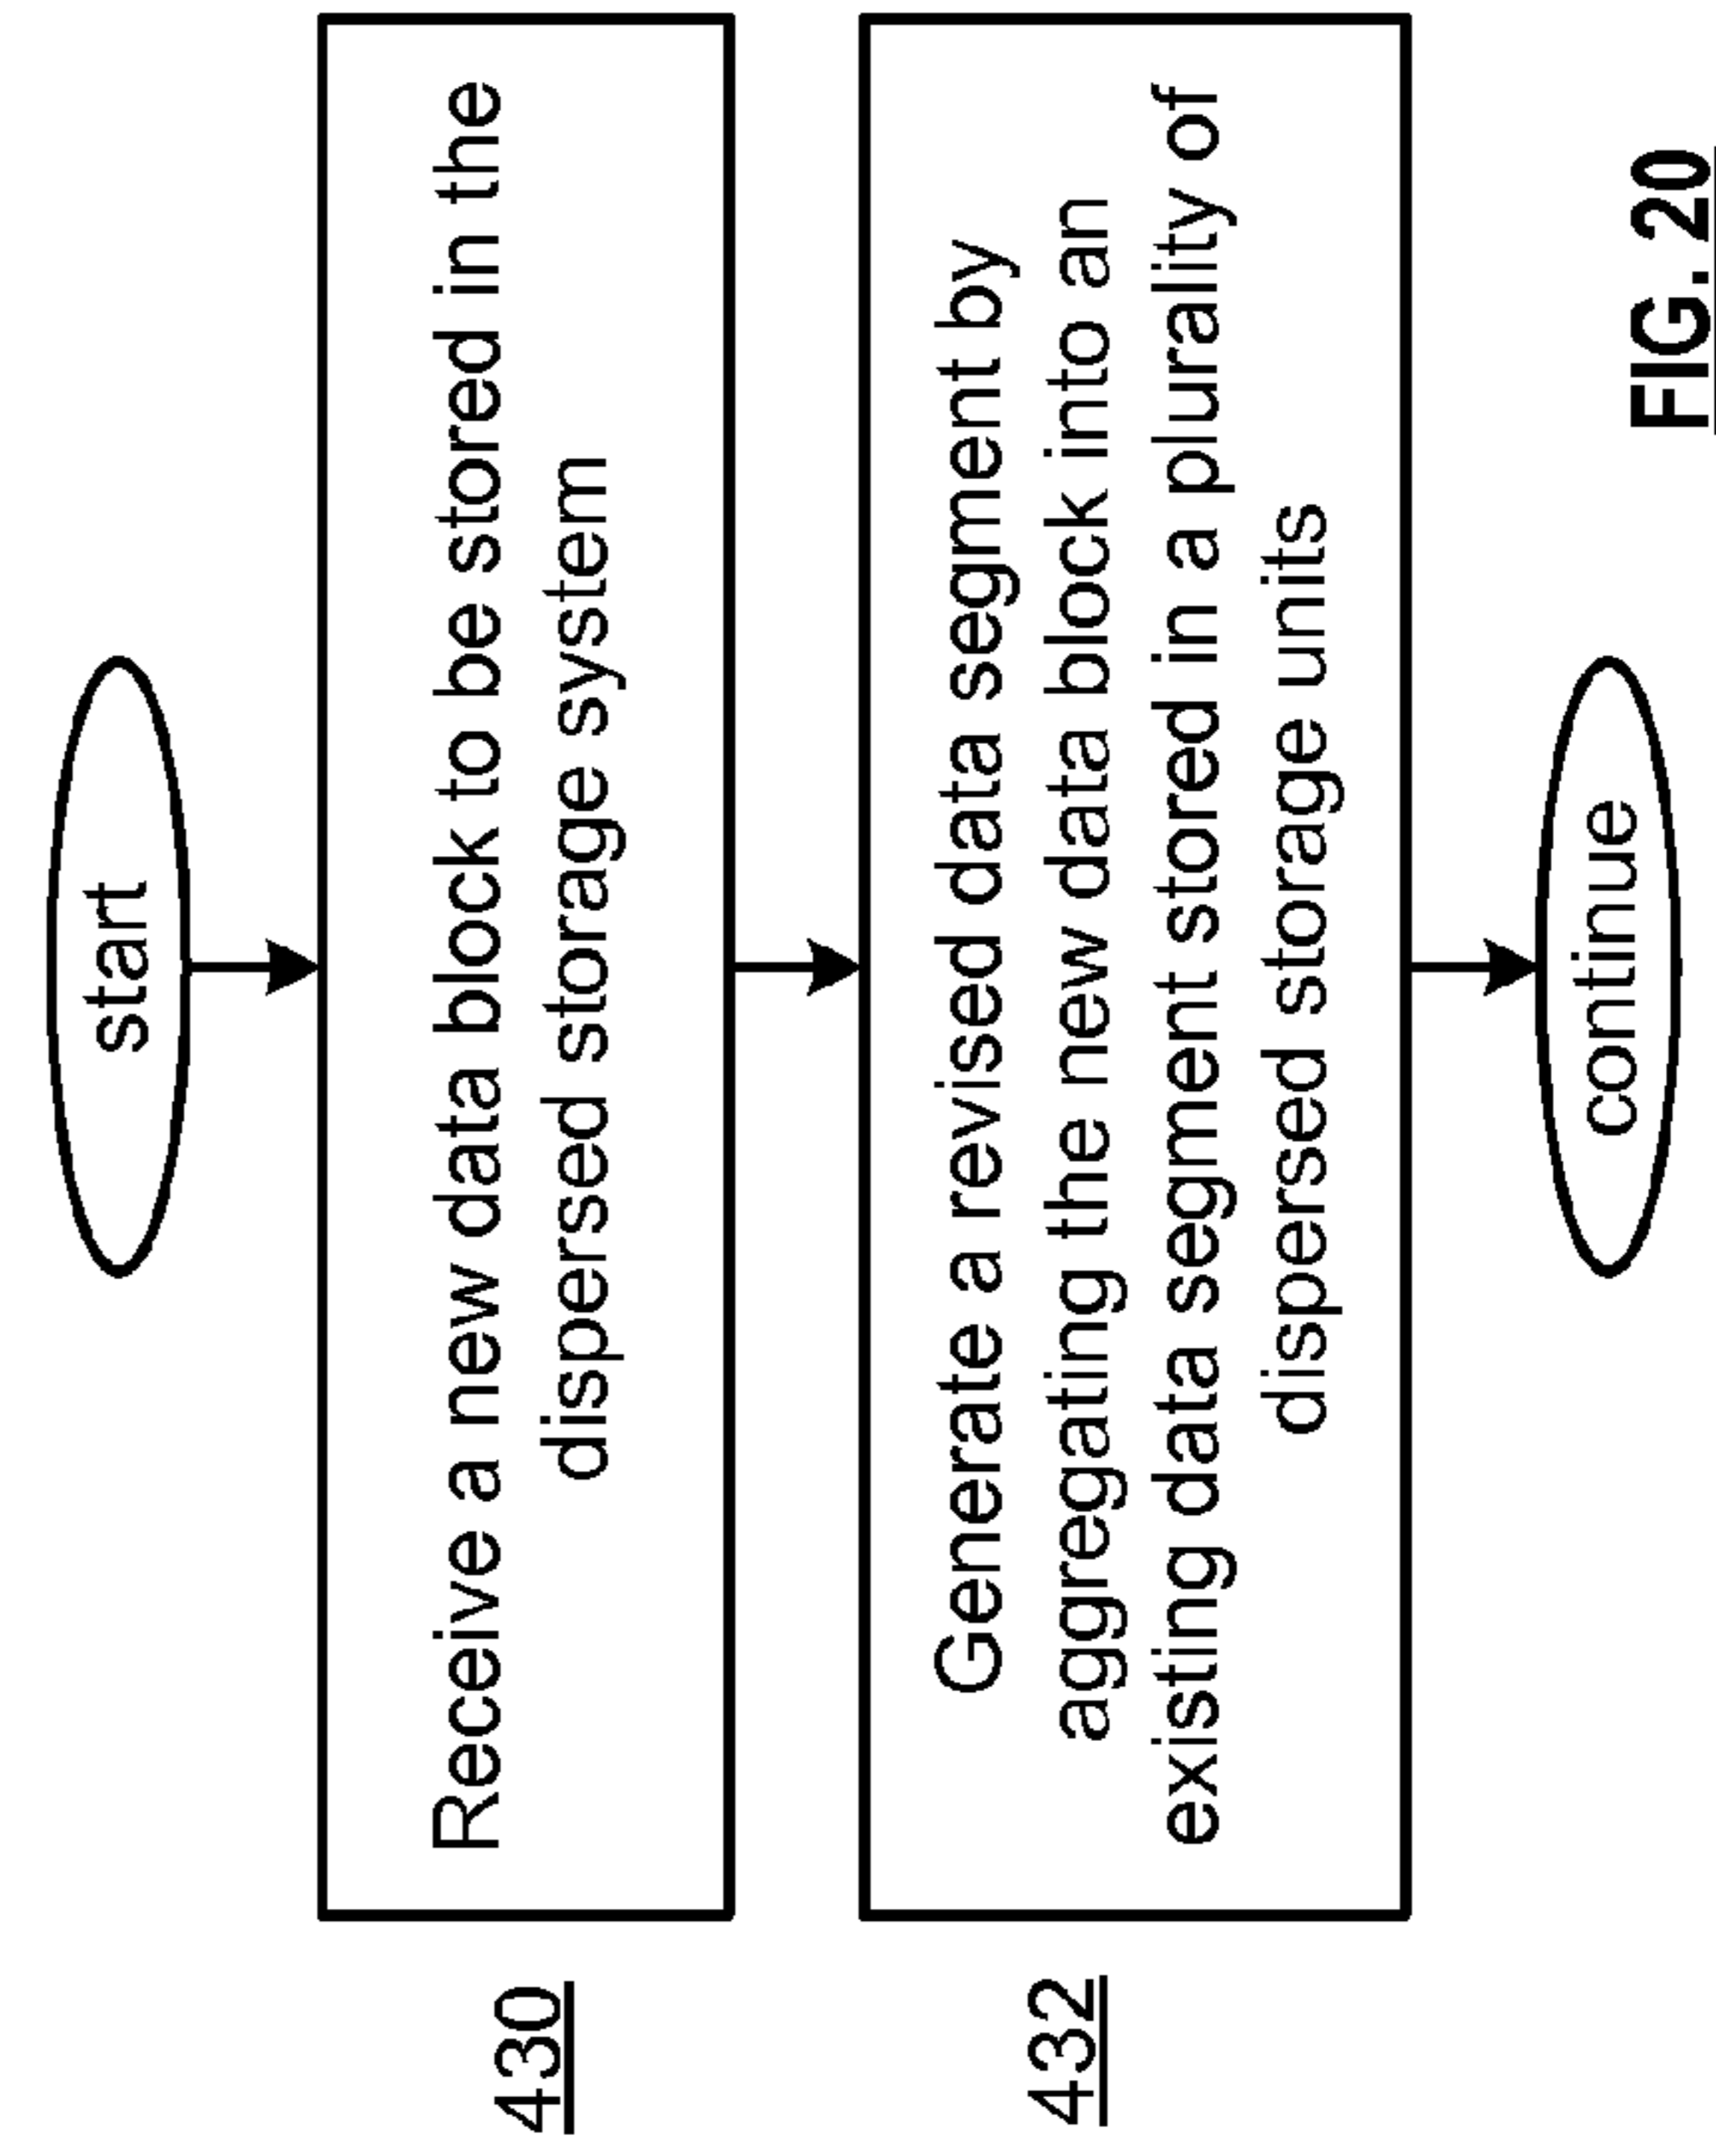 start
430
Receive a new data block to be stored in the
dispersed storage system
432
Generate a revised data segment by
aggregating the new data block into an
existing data segment stored in a plurality of
dispersed storage units
continue
FIG. 20